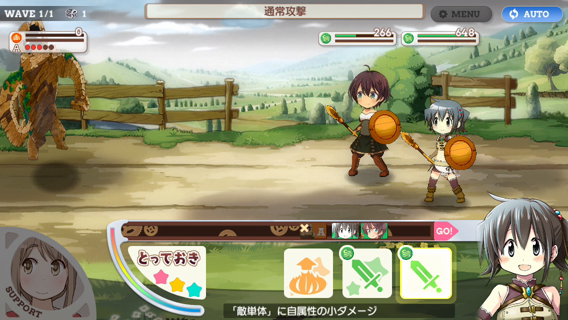 WAVE 1/1 1
通常攻撃
MENU
AUTO
0
266
648
GO!
とっておき
SUPPORT
「敵単体」に自属性の小ダメージ